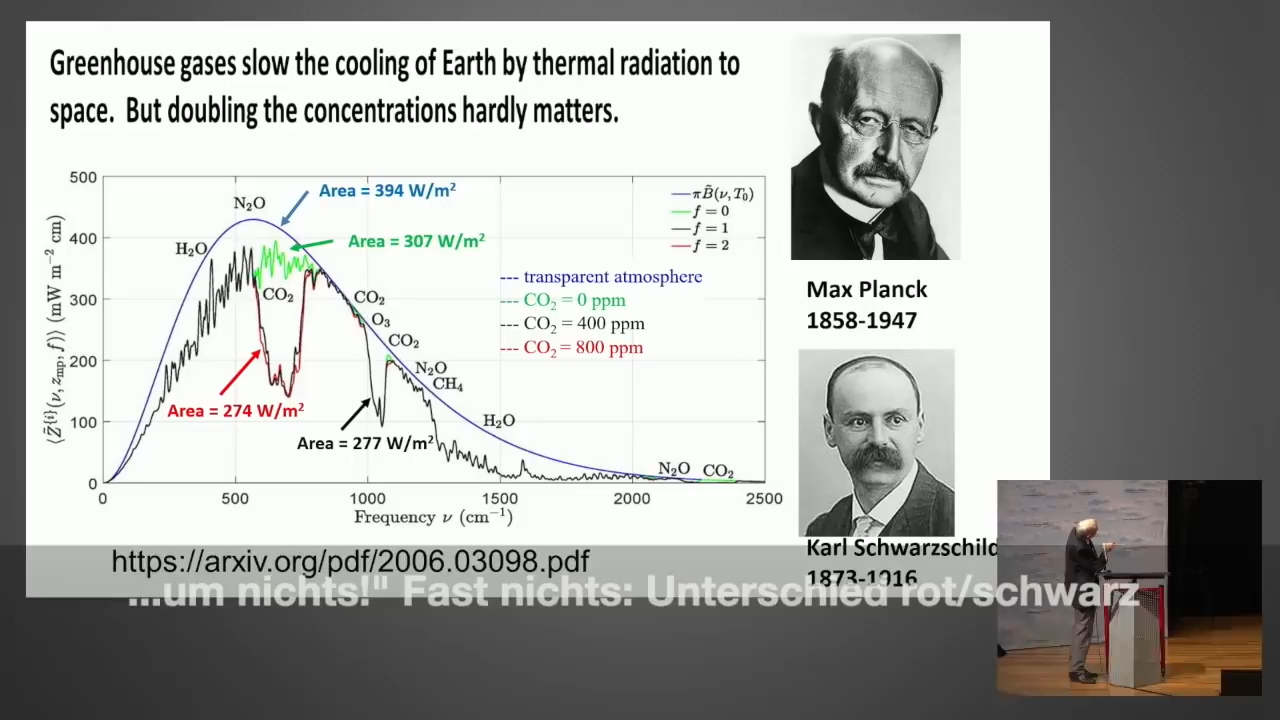 Greenhouse gases slow the cooling of Earth by thermal radiation to
space. But doubling the concentrations hardly matters.
500
400
300
200
100
0
⟨Z̃{i}(ν, zmp, f)⟩ (mW m−2 cm)
N2O
H2O
CO2
CO2
O3
CO2
N2O
CH4
H2O
N2O
CO2
Area = 394 W/m2
Area = 307 W/m2
Area = 274 W/m2
Area = 277 W/m2
πB̃(ν, T0)
f = 0
f = 1
f = 2
--- transparent atmosphere
--- CO2 = 0 ppm
--- CO2 = 400 ppm
--- CO2 = 800 ppm
0 500 1000 1500 2000 2500
Frequency ν (cm−1)
Max Planck
1858-1947
Karl Schwarzschild
1873-1916
https://arxiv.org/pdf/2006.03098.pdf
...um nichts!" Fast nichts: Unterschied rot/schwarz